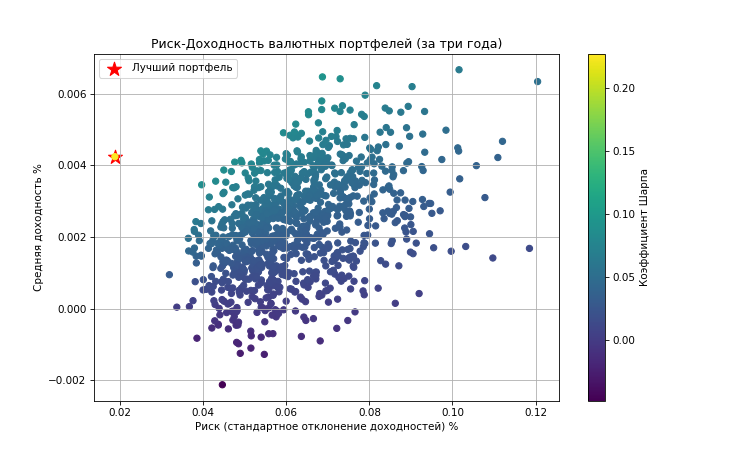 Риск-Доходность валютных портфелей (за три года)
Лучший портфель
0.006
0.004
0.002
0.000
−0.002
Средняя доходность %
0.02 0.04 0.06 0.08 0.10 0.12
Риск (стандартное отклонение доходностей) %
0.20
0.15
0.10
0.05
0.00
Коэффициент Шарпа